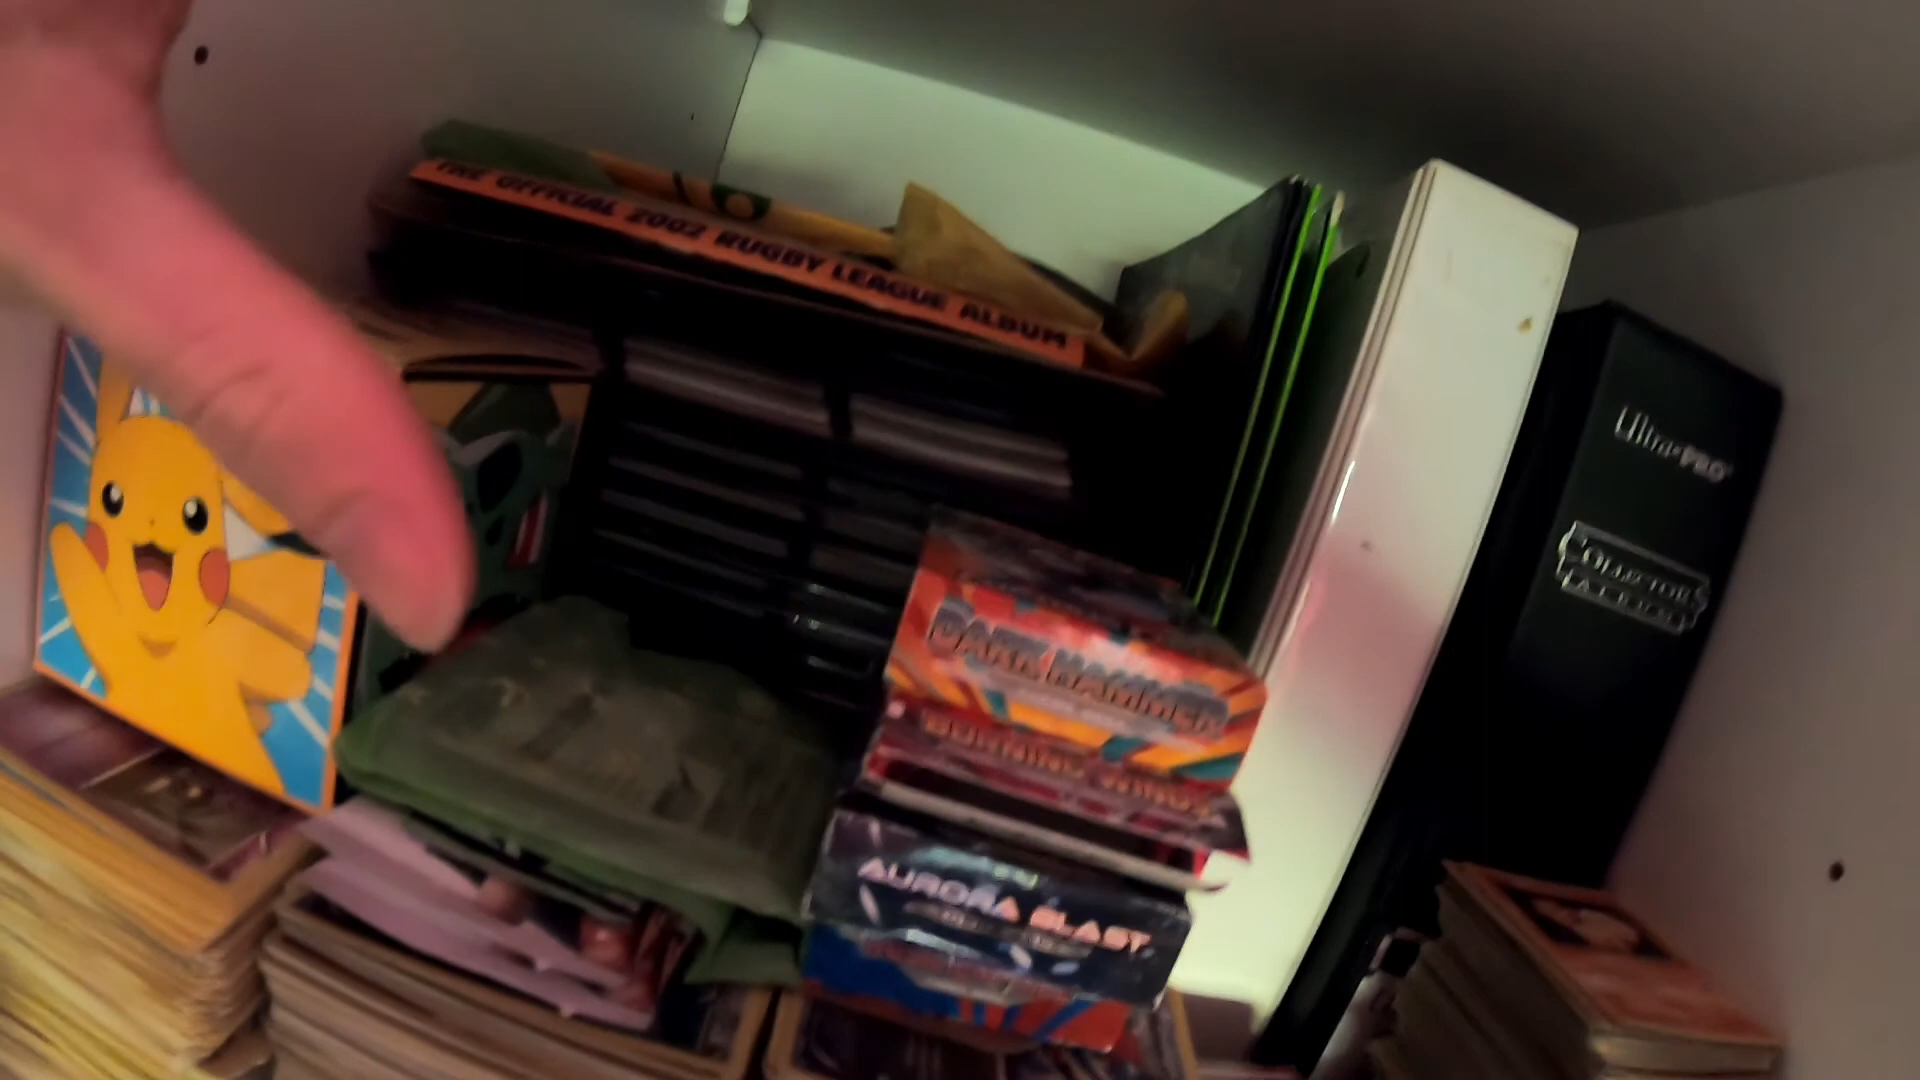 THE OFFICIAL 2002 RUGBY LEAGUE ALBUM
Ultra•PRO
COLLECTORS
ALBUM
DARK HAMMER
BURNING WINGS
AURORA BLAST